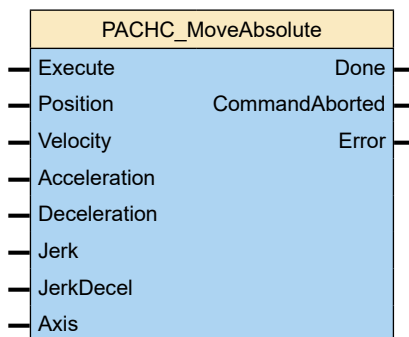 PACHC_MoveAbsolute
Execute Done
Position CommandAborted
Velocity Error
Acceleration
Deceleration
Jerk
JerkDecel
Axis